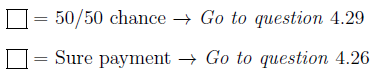 = 50/50 chance → Go to question 4.29
= Sure payment → Go to question 4.26